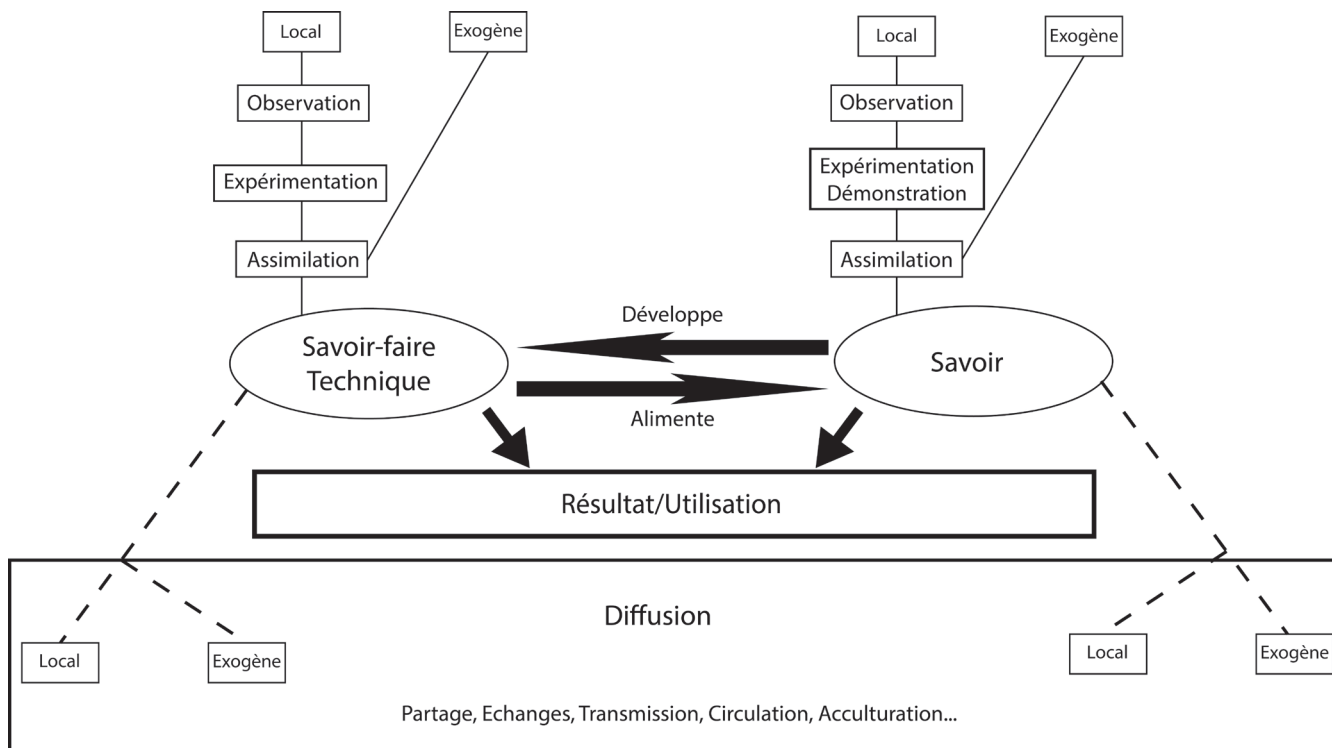 Local
Exogène
Local
Exogène
Observation
Observation
Expérimentation
Expérimentation
Démonstration
Assimilation
Assimilation
Développe
Savoir-faire
Technique
Savoir
Alimente
Résultat/Utilisation
Diffusion
Local
Exogène
Local
Exogène
Partage, Echanges, Transmission, Circulation, Acculturation...